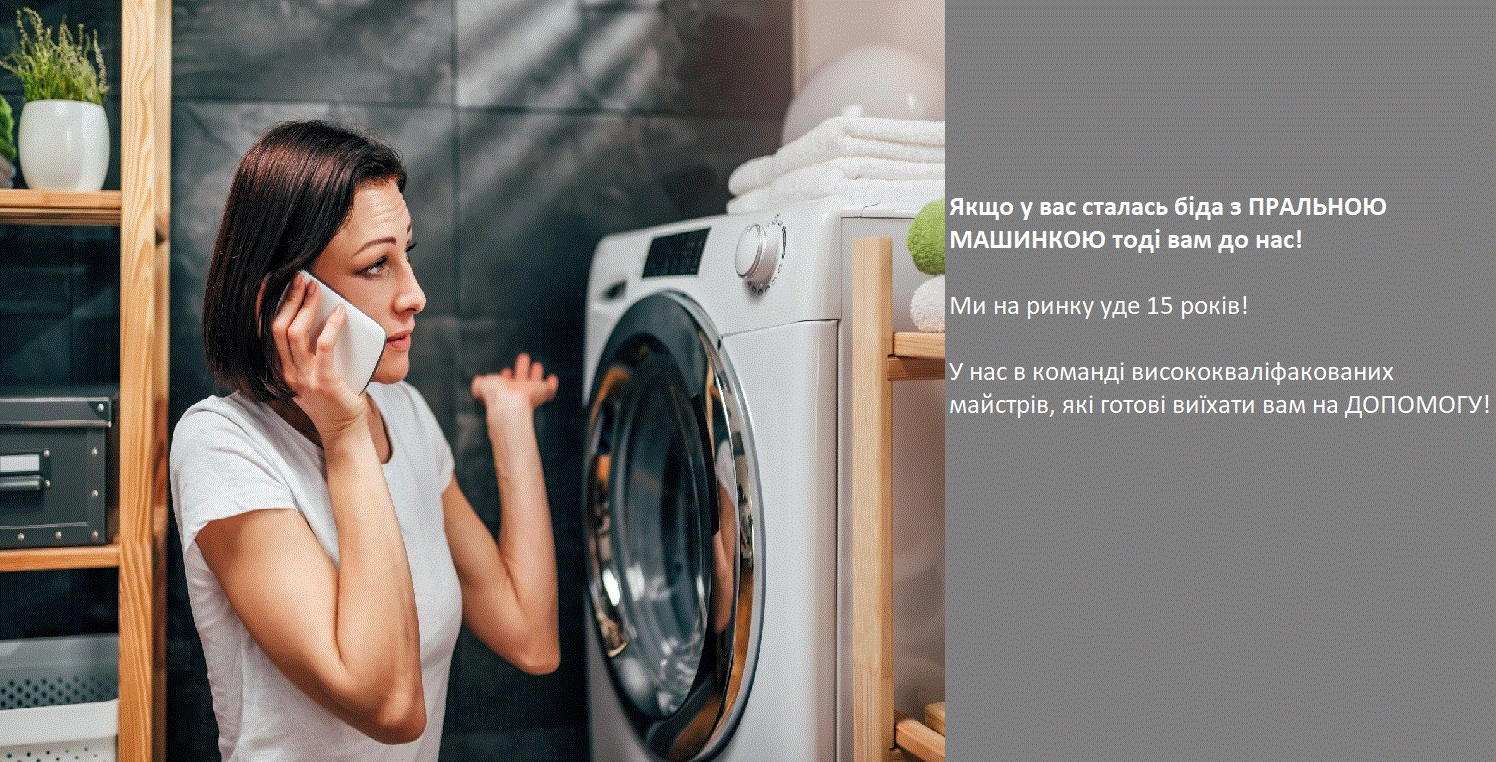 Якщо у вас сталась біда з ПРАЛЬНОЮ
МАШИНКОЮ тоді вам до нас!
Ми на ринку уде 15 років!
У нас в команді висококваліфакованих
майстрів, які готові виїхати вам на ДОПОМОГУ!